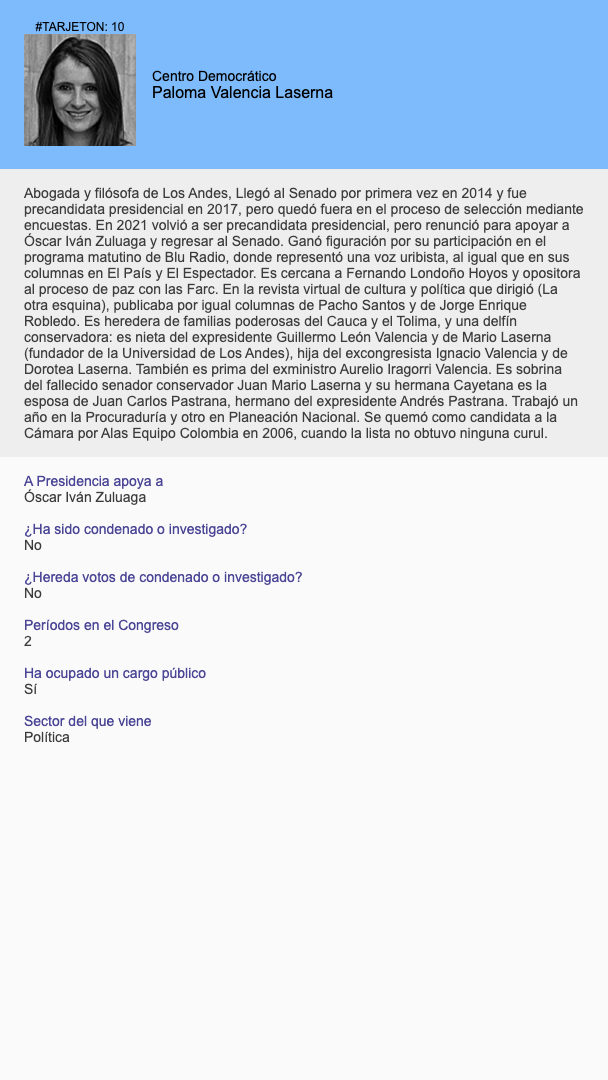 #TARJETON: 10
Centro Democrático
Paloma Valencia Laserna
Abogada y filósofa de Los Andes, Llegó al Senado por primera vez en 2014 y fue
precandidata presidencial en 2017, pero quedó fuera en el proceso de selección mediante
encuestas. En 2021 volvió a ser precandidata presidencial, pero renunció para apoyar a
Óscar Iván Zuluaga y regresar al Senado. Ganó figuración por su participación en el
programa matutino de Blu Radio, donde representó una voz uribista, al igual que en sus
columnas en El País y El Espectador. Es cercana a Fernando Londoño Hoyos y opositora
al proceso de paz con las Farc. En la revista virtual de cultura y política que dirigió (La
otra esquina), publicaba por igual columnas de Pacho Santos y de Jorge Enrique
Robledo. Es heredera de familias poderosas del Cauca y el Tolima, y una delfín
conservadora: es nieta del expresidente Guillermo León Valencia y de Mario Laserna
(fundador de la Universidad de Los Andes), hija del excongresista Ignacio Valencia y de
Dorotea Laserna. También es prima del exministro Aurelio Iragorri Valencia. Es sobrina
del fallecido senador conservador Juan Mario Laserna y su hermana Cayetana es la
esposa de Juan Carlos Pastrana, hermano del expresidente Andrés Pastrana. Trabajó un
año en la Procuraduría y otro en Planeación Nacional. Se quemó como candidata a la
Cámara por Alas Equipo Colombia en 2006, cuando la lista no obtuvo ninguna curul.
A Presidencia apoya a
Óscar Iván Zuluaga
¿Ha sido condenado o investigado?
No
¿Hereda votos de condenado o investigado?
No
Períodos en el Congreso
2
Ha ocupado un cargo público
Sí
Sector del que viene
Política